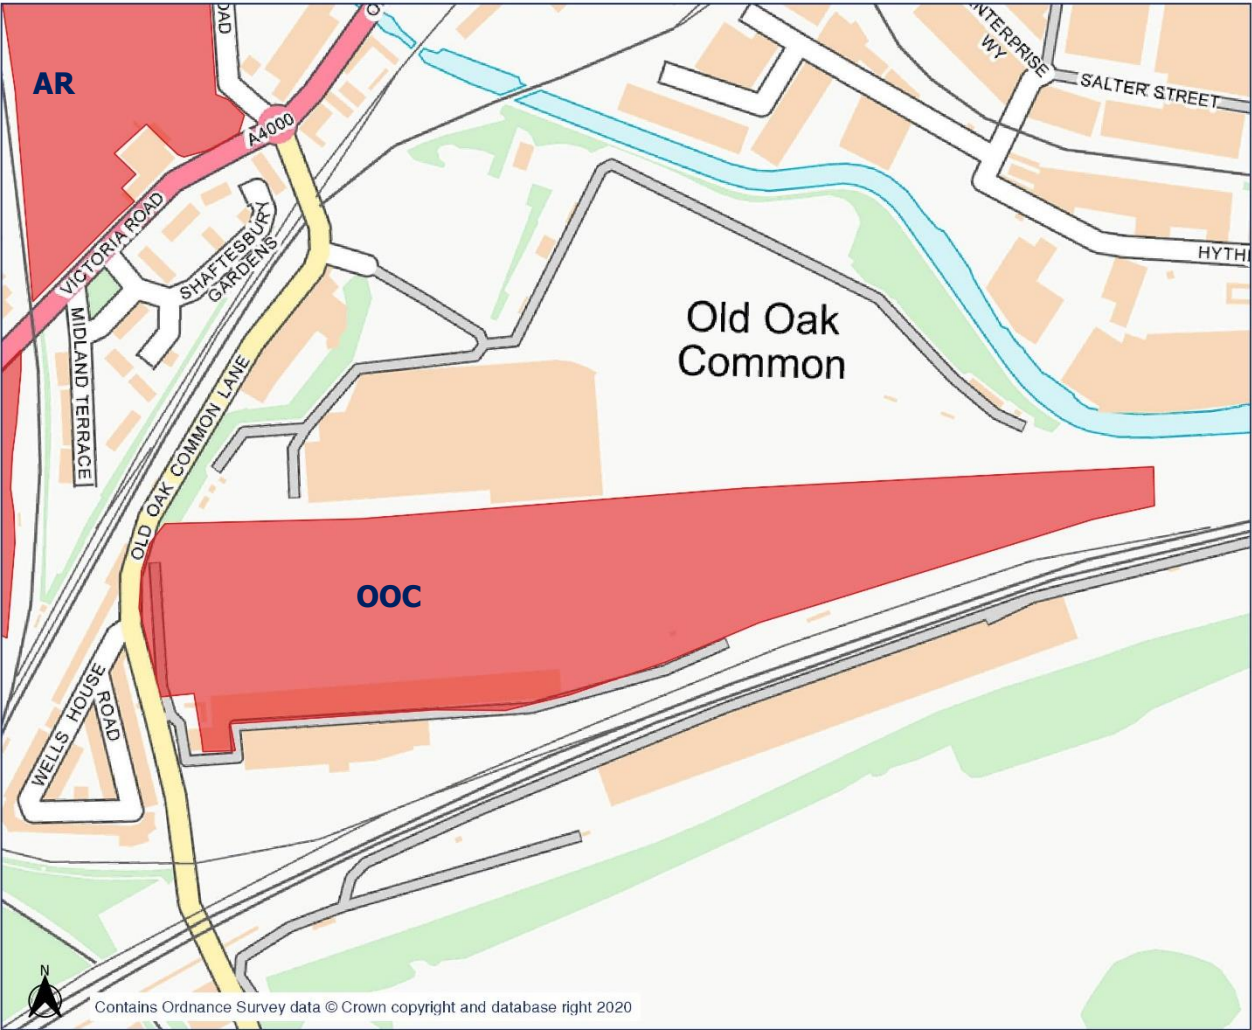 OAD
O
ENTERPRISE
WY
SALTER STREET
AR
A4000
VICTORIA ROAD
SHAFTESBURY
GARDENS
HYTHE
MIDLAND TERRACE
Old Oak
Common
OLD OAK COMMON LANE
OOC
WELLS HOUSE
ROAD
N
Contains Ordnance Survey data © Crown copyright and database right 2020